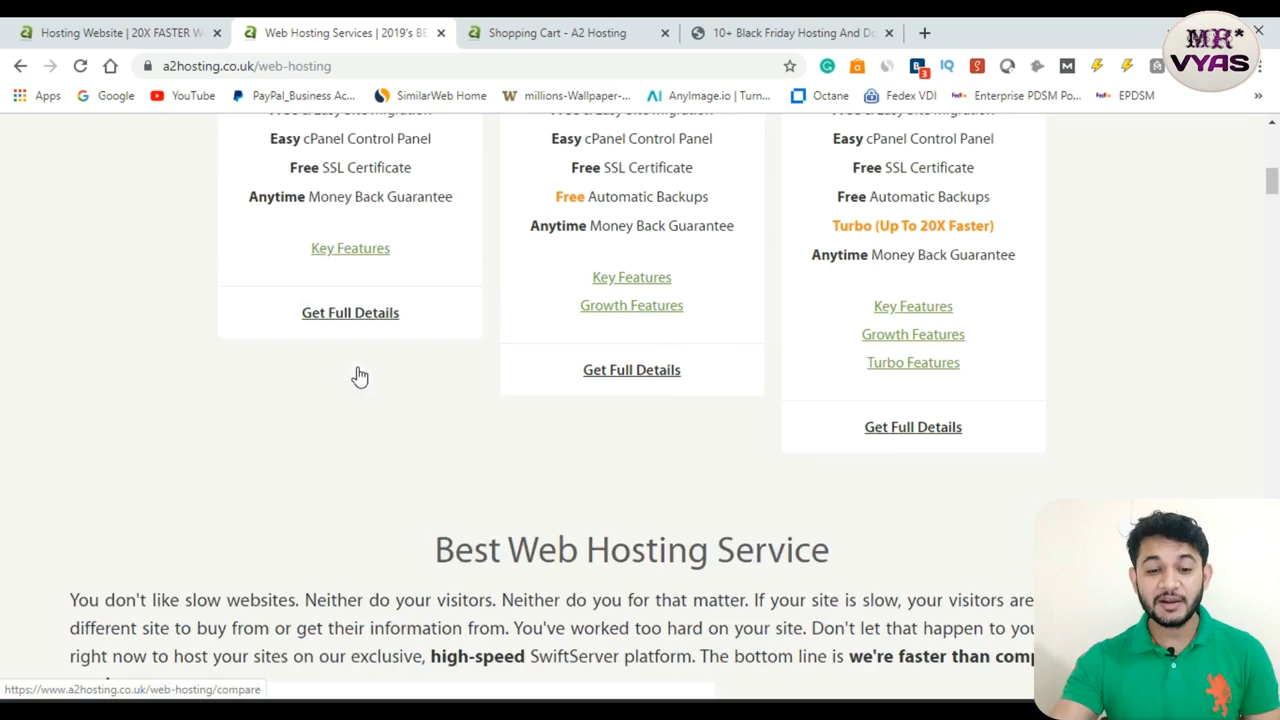 Hosting Website | 20X FASTER W
Web Hosting Services | 2019's BE
Shopping Cart - A2 Hosting
10+ Black Friday Hosting And Do
MR*
VYAS
a2hosting.co.uk/web-hosting
3
Apps
Google
YouTube
PayPal_Business Ac...
SimilarWeb Home
millions-Wallpaper-...
AnyImage.io | Turn...
Octane
Fedex VDI
Enterprise PDSM Po...
EPDSM
Easy cPanel Control Panel
Free SSL Certificate
Anytime Money Back Guarantee
Key Features
Get Full Details
Easy cPanel Control Panel
Free SSL Certificate
Free Automatic Backups
Anytime Money Back Guarantee
Key Features
Growth Features
Get Full Details
Easy cPanel Control Panel
Free SSL Certificate
Free Automatic Backups
Turbo (Up To 20X Faster)
Anytime Money Back Guarantee
Key Features
Growth Features
Turbo Features
Get Full Details
Best Web Hosting Service
You don't like slow websites. Neither do your visitors. Neither do you for that matter. If your site is slow, your visitors are
different site to buy from or get their information from. You've worked too hard on your site. Don't let that happen to you
right now to host your sites on our exclusive, high-speed SwiftServer platform. The bottom line is we're faster than comp
https://www.a2hosting.co.uk/web-hosting/compare